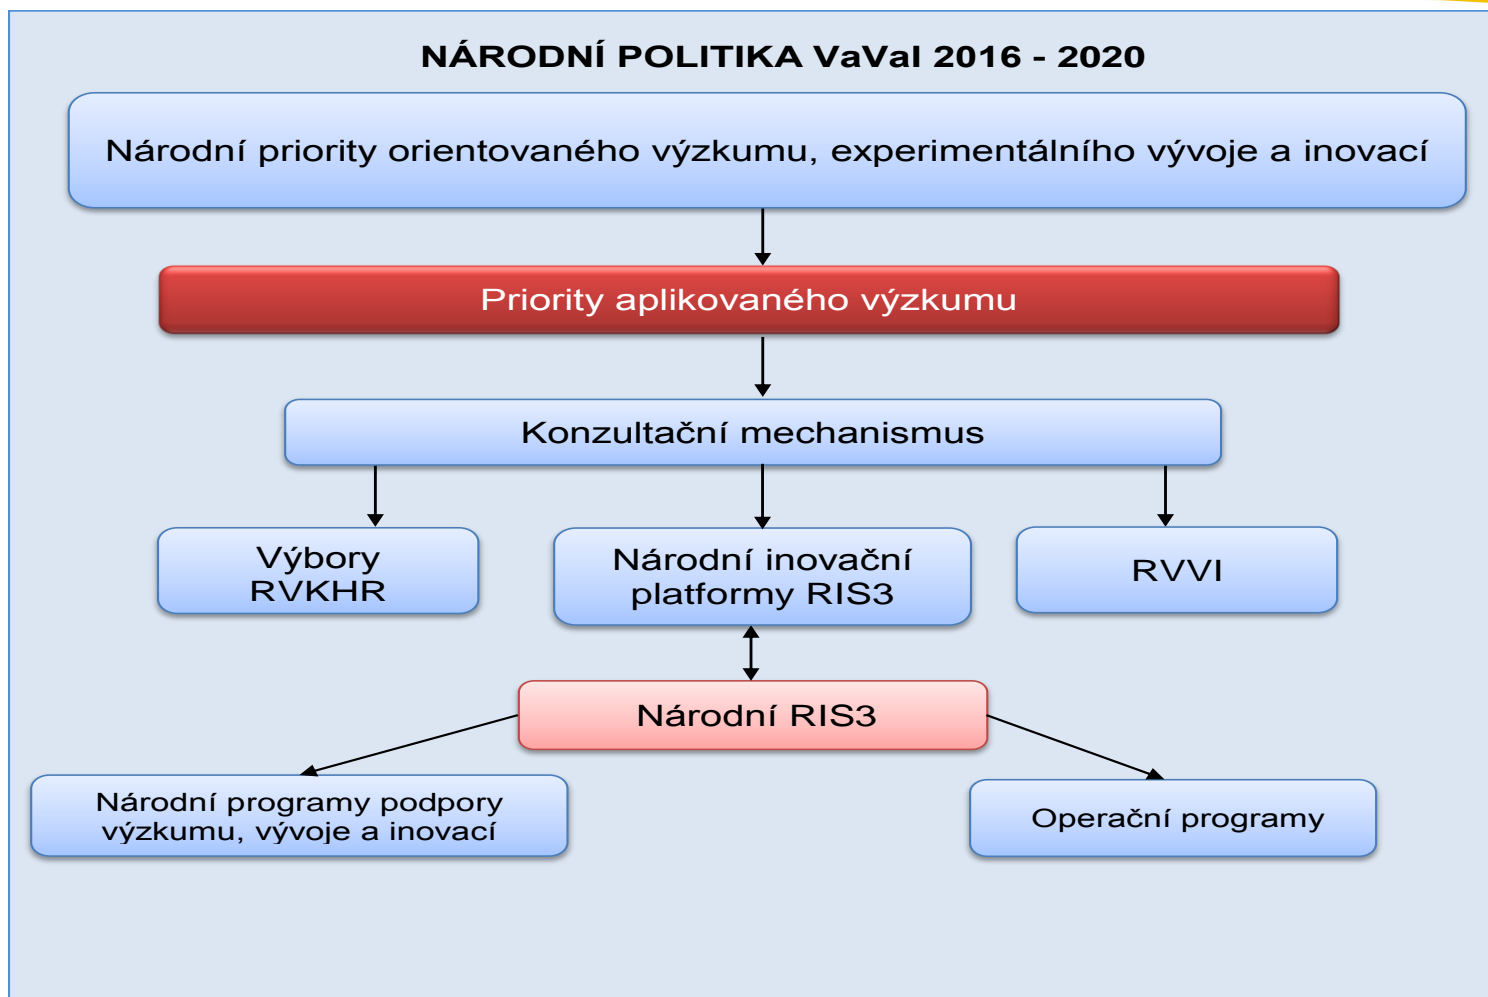 NÁRODNÍ POLITIKA VaVaI 2016 - 2020
Národní priority orientovaného výzkumu, experimentálního vývoje a inovací
Priority aplikovaného výzkumu
Konzultační mechanismus
Výbory
RVKHR
Národní inovační
platformy RIS3
RVVI
Národní RIS3
Národní programy podpory
výzkumu, vývoje a inovací
Operační programy